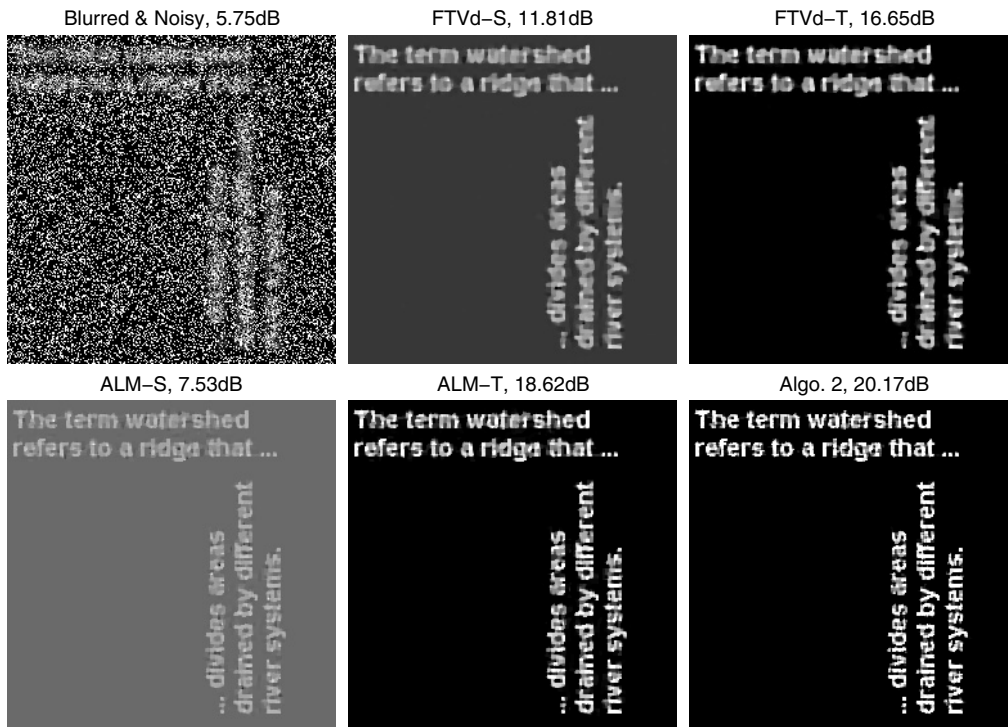 Blurred & Noisy, 5.75dB
FTVd-S, 11.81dB
The term watershed
refers to a ridge that ...
... divides areas
drained by different
river systems.
FTVd-T, 16.65dB
The term watershed
refers to a ridge that ...
... divides areas
drained by different
river systems.
ALM-S, 7.53dB
The term watershed
refers to a ridge that ...
... divides areas
drained by different
river systems.
ALM-T, 18.62dB
The term watershed
refers to a ridge that ...
... divides areas
drained by different
river systems.
Algo. 2, 20.17dB
The term watershed
refers to a ridge that ...
... divides areas
drained by different
river systems.